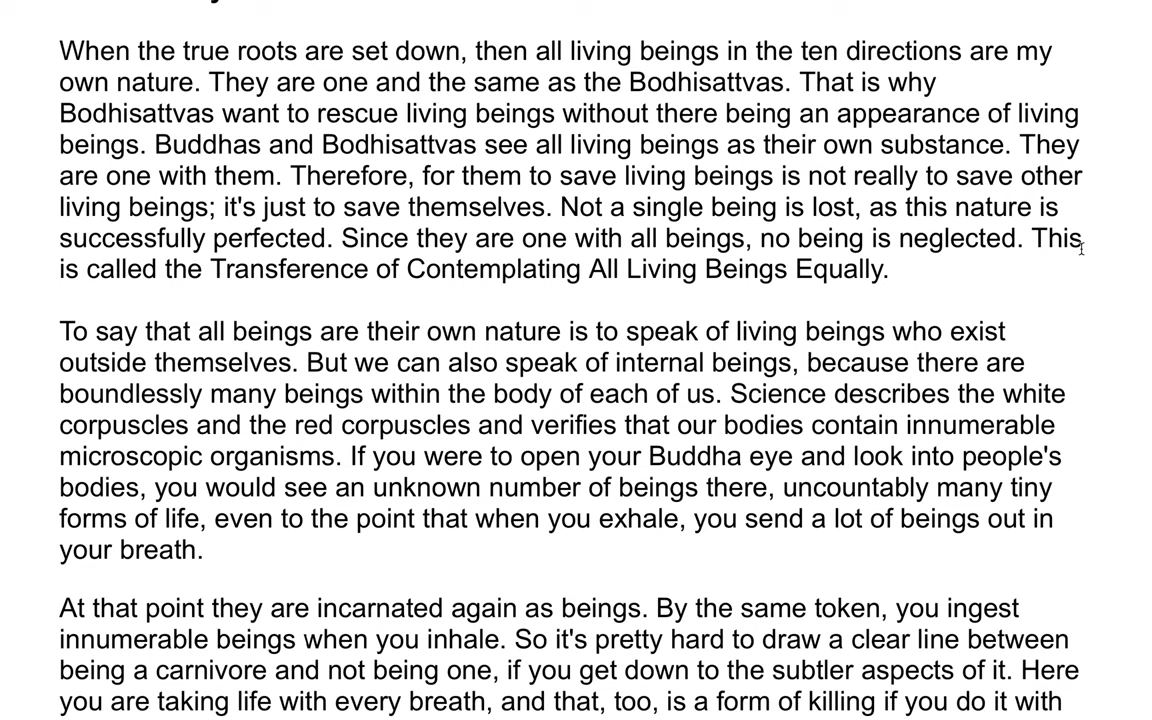 When the true roots are set down, then all living beings in the ten directions are my
own nature. They are one and the same as the Bodhisattvas. That is why
Bodhisattvas want to rescue living beings without there being an appearance of living
beings. Buddhas and Bodhisattvas see all living beings as their own substance. They
are one with them. Therefore, for them to save living beings is not really to save other
living beings; it's just to save themselves. Not a single being is lost, as this nature is
successfully perfected. Since they are one with all beings, no being is neglected. This
is called the Transference of Contemplating All Living Beings Equally.
To say that all beings are their own nature is to speak of living beings who exist
outside themselves. But we can also speak of internal beings, because there are
boundlessly many beings within the body of each of us. Science describes the white
corpuscles and the red corpuscles and verifies that our bodies contain innumerable
microscopic organisms. If you were to open your Buddha eye and look into people's
bodies, you would see an unknown number of beings there, uncountably many tiny
forms of life, even to the point that when you exhale, you send a lot of beings out in
your breath.
At that point they are incarnated again as beings. By the same token, you ingest
innumerable beings when you inhale. So it's pretty hard to draw a clear line between
being a carnivore and not being one, if you get down to the subtler aspects of it. Here
you are taking life with every breath, and that, too, is a form of killing if you do it with